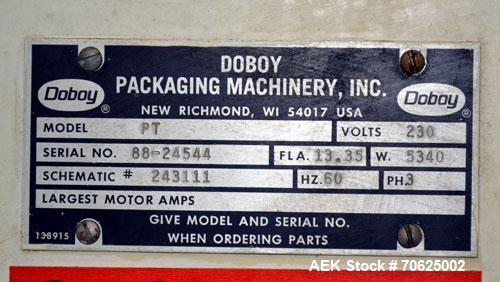 DOBOY
PACKAGING MACHINERY, INC.
Doboy ® Doboy ®
NEW RICHMOND, WI 54017 USA
MODEL PT VOLTS 230
SERIAL NO. 88-24544 FLA. 13.35 W. 5340
SCHEMATIC # 243111 HZ. 60 PH. 3
LARGEST MOTOR AMPS
GIVE MODEL AND SERIAL NO.
138915 WHEN ORDERING PARTS
AEK Stock # 70625002